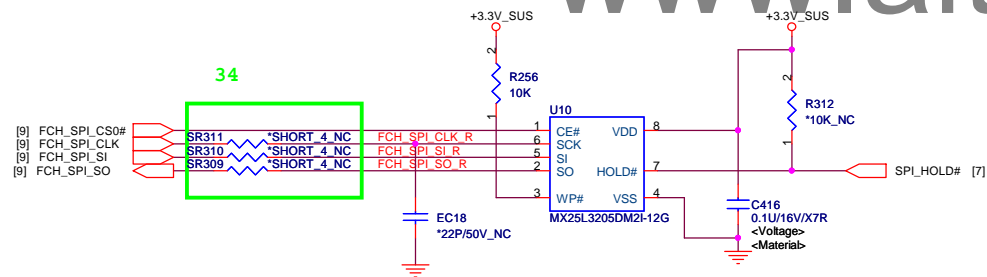 +3.3V_SUS
+3.3V_SUS
34
2
R256
10K
1
2
R312
*10K_NC
1
U10
[9] FCH_SPI_CS0#
1 CE# VDD 8
[9] FCH_SPI_CLK SR311 *SHORT_4_NC FCH_SPI_CLK_R 6 SCK
[9] FCH_SPI_SI SR310 *SHORT_4_NC FCH_SPI_SI_R 5 SI
[9] FCH_SPI_SO SR309 *SHORT_4_NC FCH_SPI_SO_R 2 SO HOLD# 7 SPI_HOLD# [7]
3 WP# VSS 4
MX25L3205DM2I-12G
EC18
*22P/50V_NC
C416
0.1U/16V/X7R
<Voltage>
<Material>